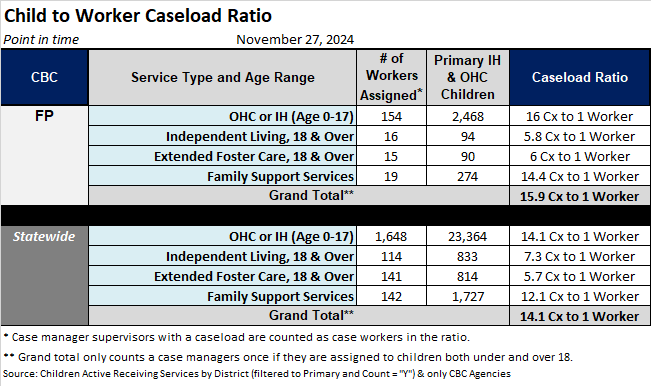 Child to Worker Caseload Ratio
Point in time November 27, 2024
CBC Service Type and Age Range # of Workers Assigned* Primary IH & OHC Children Caseload Ratio
FP OHC or IH (Age 0-17) 154 2,468 16 Cx to 1 Worker
Independent Living, 18 & Over 16 94 5.8 Cx to 1 Worker
Extended Foster Care, 18 & Over 15 90 6 Cx to 1 Worker
Family Support Services 19 274 14.4 Cx to 1 Worker
Grand Total** 15.9 Cx to 1 Worker
Statewide OHC or IH (Age 0-17) 1,648 23,364 14.1 Cx to 1 Worker
Independent Living, 18 & Over 114 833 7.3 Cx to 1 Worker
Extended Foster Care, 18 & Over 141 814 5.7 Cx to 1 Worker
Family Support Services 142 1,727 12.1 Cx to 1 Worker
Grand Total** 14.1 Cx to 1 Worker
* Case manager supervisors with a caseload are counted as case workers in the ratio.
** Grand total only counts a case managers once if they are assigned to children both under and over 18.
Source: Children Active Receiving Services by District (filtered to Primary and Count = "Y") & only CBC Agencies